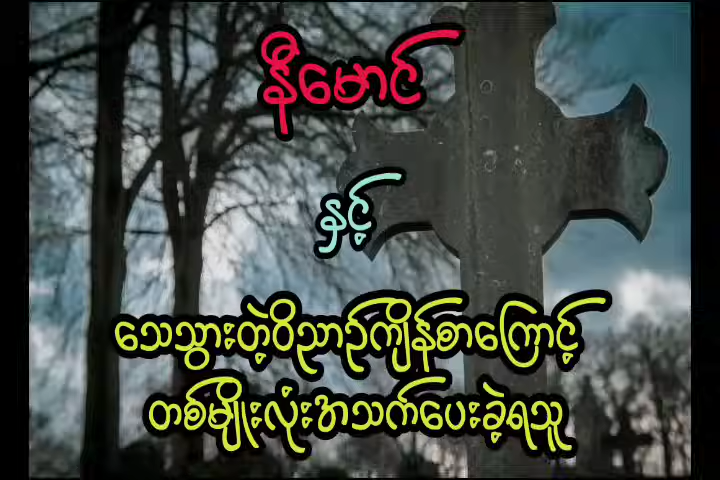 နီမောင်
နှင့်
သေသွားတဲ့ဝိညာဉ်ကျိန်စာကြောင့်
တစ်မျိုးလုံးအသက်ပေးခဲ့ရသူ